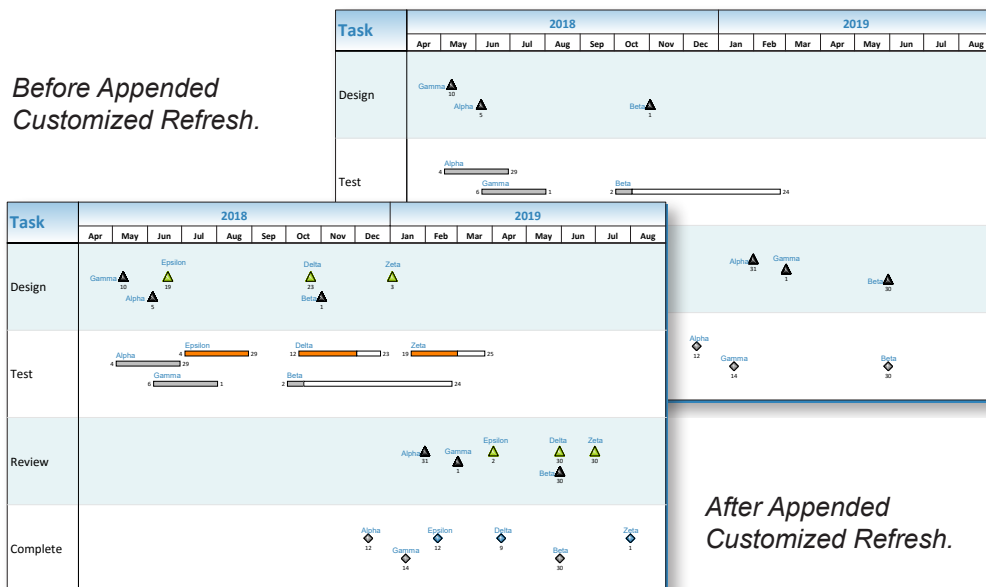 Before Appended
Customized Refresh.
Task
2018
2019
Apr May Jun Jul Aug Sep Oct Nov Dec Jan Feb Mar Apr May Jun Jul Aug
Design
Gamma
10
Alpha
5
Beta
1
Test
Alpha
4 29
Gamma
6 1
Beta
2 24
Alpha
31
Gamma
1
Beta
30
Alpha
12
Gamma
14
Beta
30
Task
2018
2019
Apr May Jun Jul Aug Sep Oct Nov Dec Jan Feb Mar Apr May Jun Jul Aug
Design
Gamma
10
Epsilon
19
Delta
23
Zeta
3
Alpha
5
Beta
1
Test
Epsilon
4 29
Delta
12 23
Zeta
19 25
Alpha
4 29
Gamma
6 1
Beta
2 24
Review
Alpha
31
Gamma
1
Epsilon
2
Delta
30
Zeta
30
Beta
30
Complete
Alpha
12
Epsilon
12
Delta
9
Zeta
1
Gamma
14
Beta
30
After Appended
Customized Refresh.